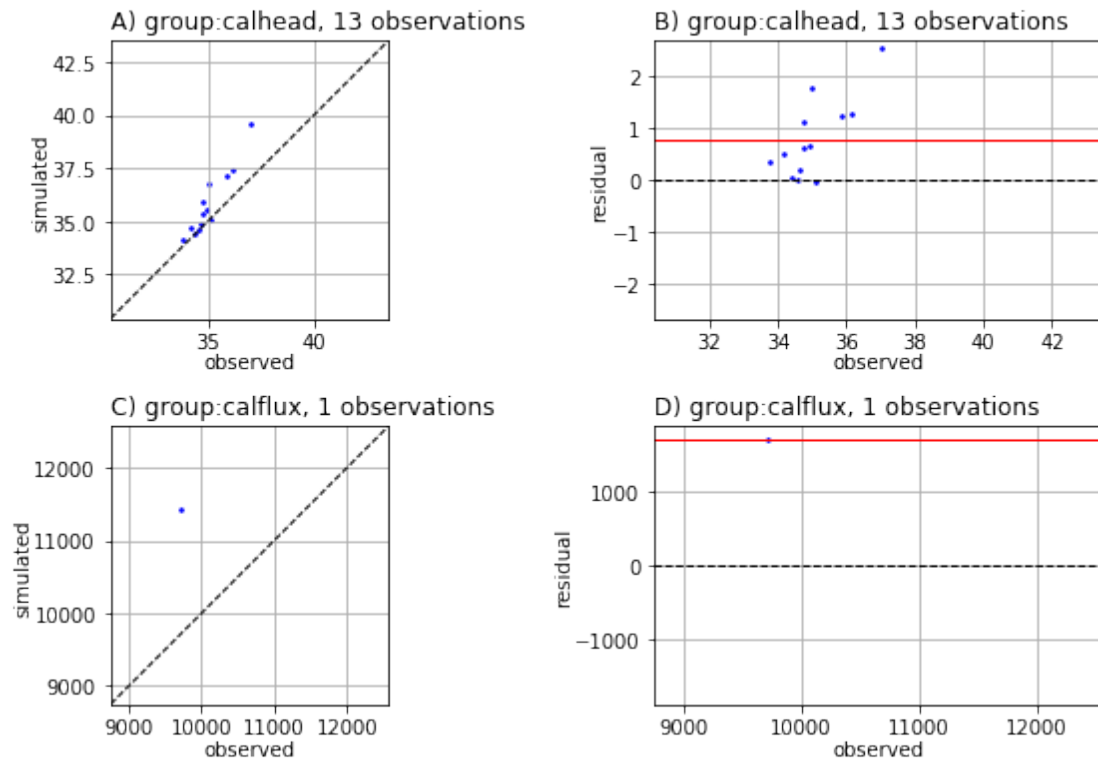 A) group:calhead, 13 observations
42.5
40.0
37.5
35.0
32.5
simulated
35
40
observed
B) group:calhead, 13 observations
2
1
0
−1
−2
residual
32
34
36
38
40
42
observed
C) group:calflux, 1 observations
12000
11000
10000
9000
simulated
9000
10000
11000
12000
observed
D) group:calflux, 1 observations
1000
0
−1000
residual
9000
10000
11000
12000
observed